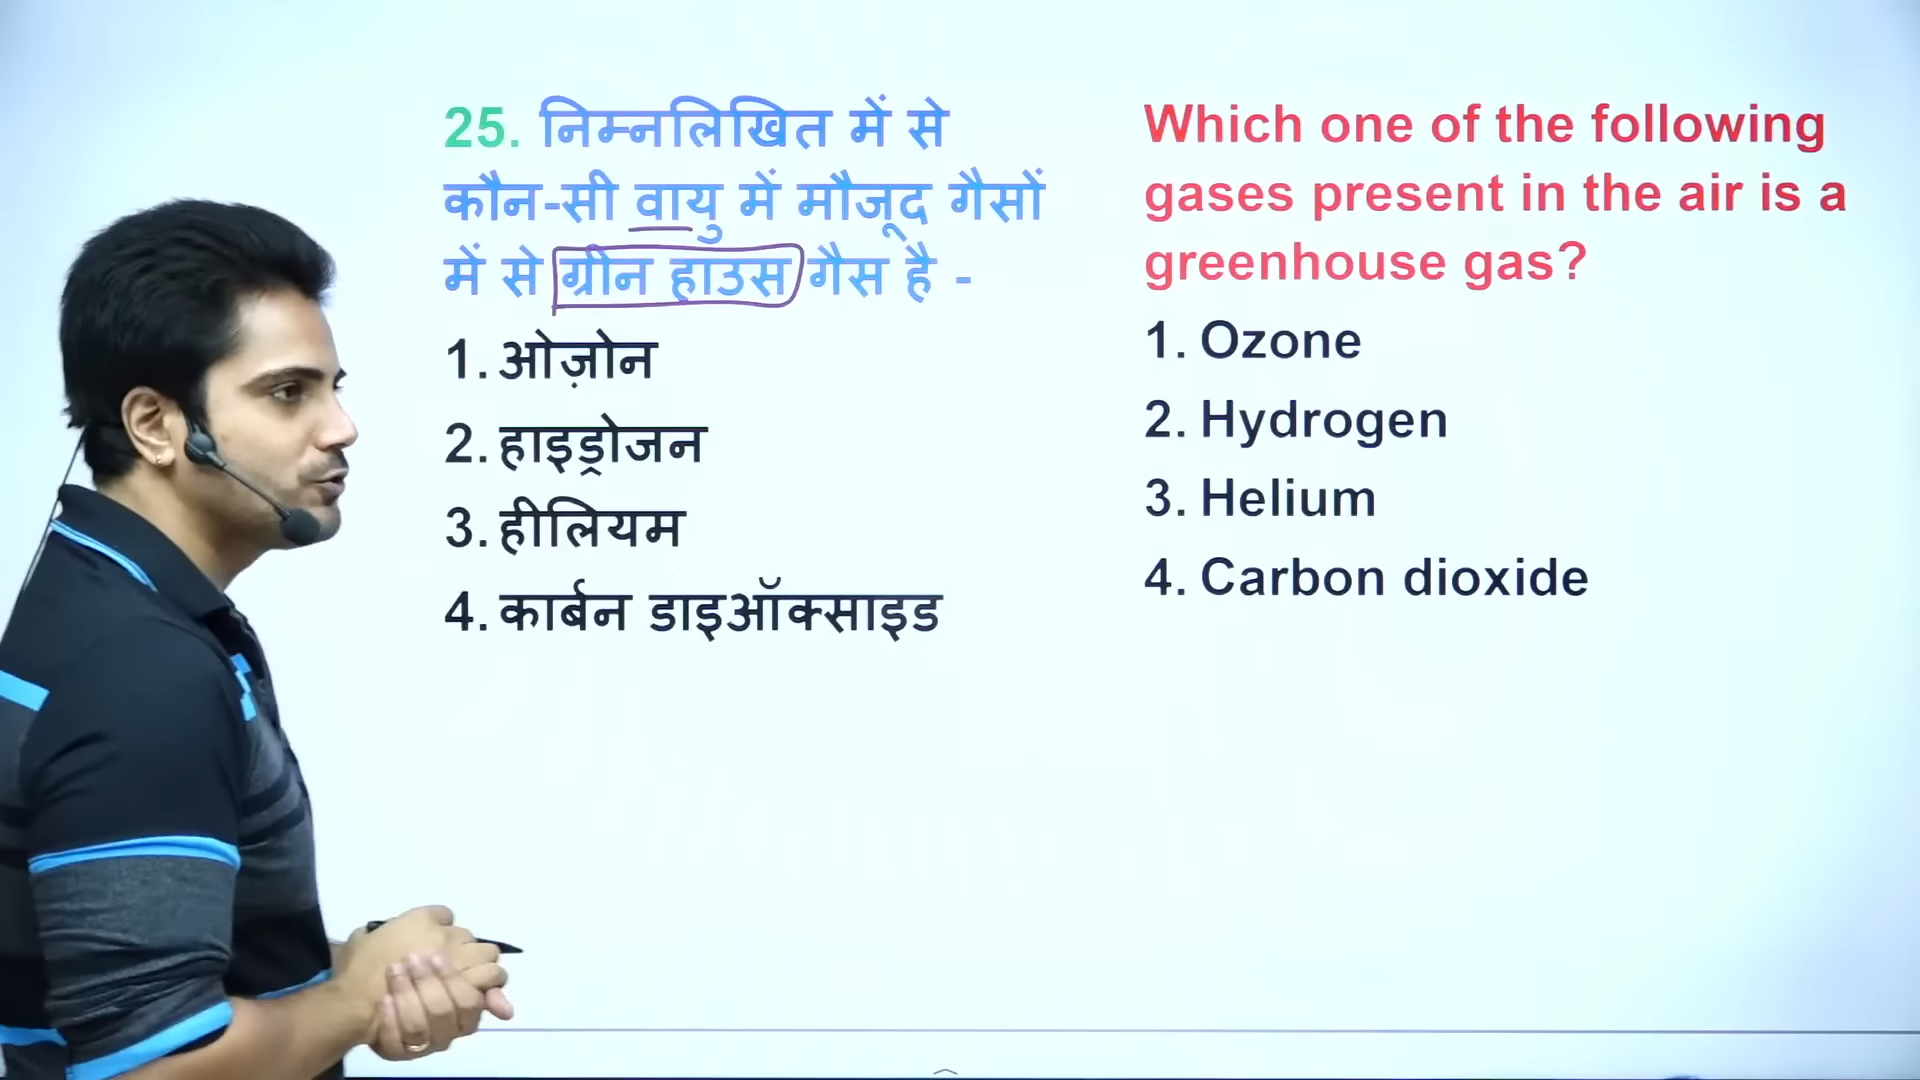 25. निम्नलिखित में से
कौन-सी वायु में मौजूद गैसों
में से ग्रीन हाउस गैस है -
1. ओज़ोन
2. हाइड्रोजन
3. हीलियम
4. कार्बन डाइऑक्साइड
Which one of the following
gases present in the air is a
greenhouse gas?
1. Ozone
2. Hydrogen
3. Helium
4. Carbon dioxide